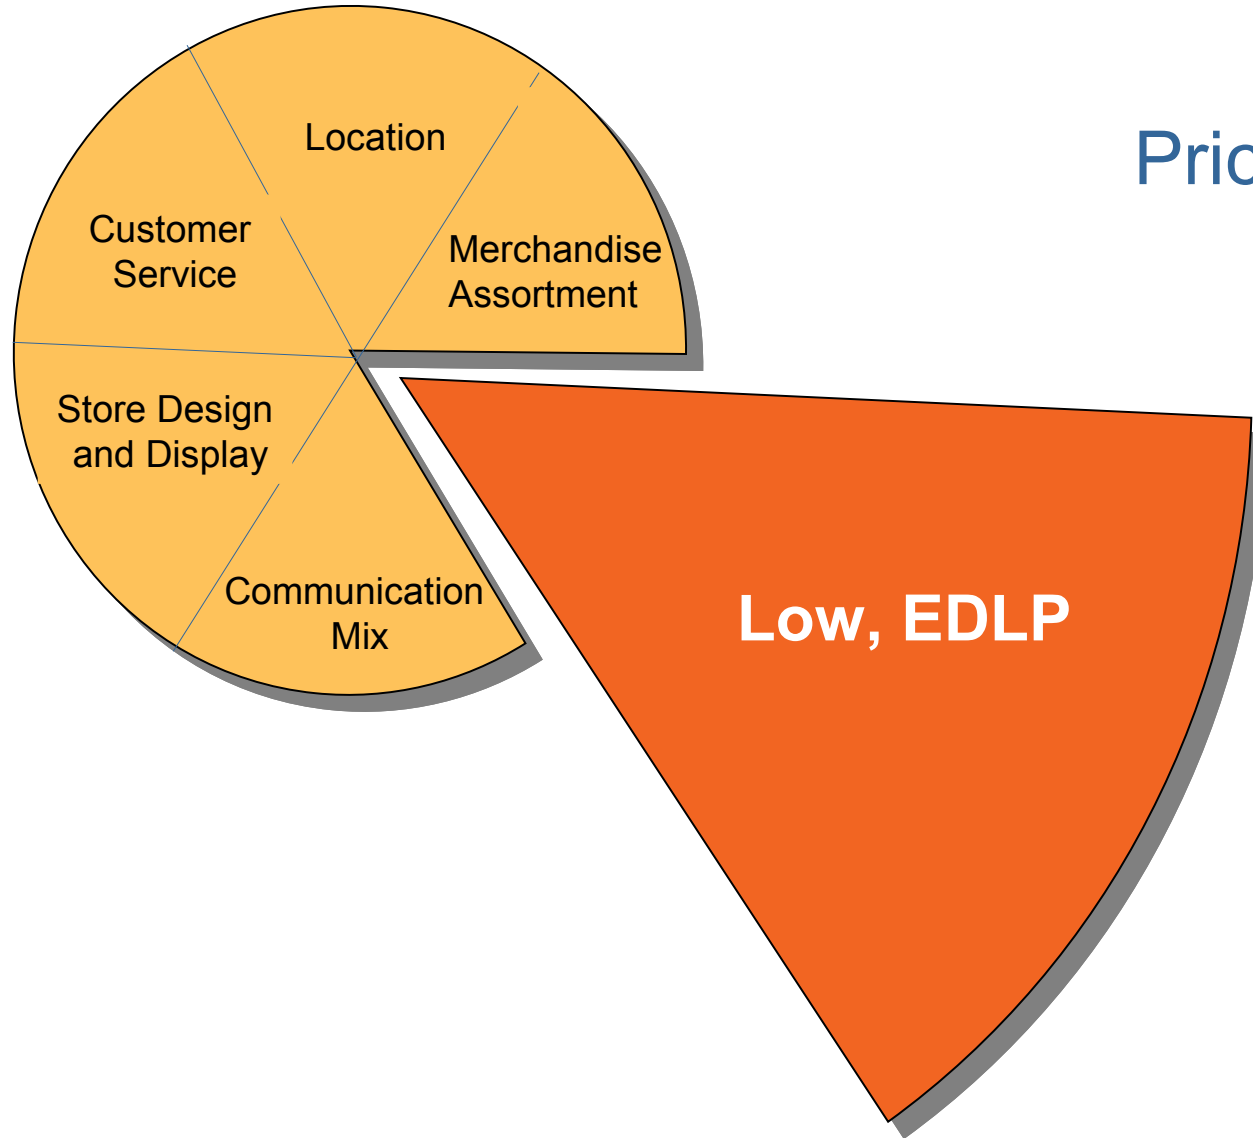 Location
Customer
Service
Merchandise
Assortment
Store Design
and Display
Communication
Mix
Low, EDLP